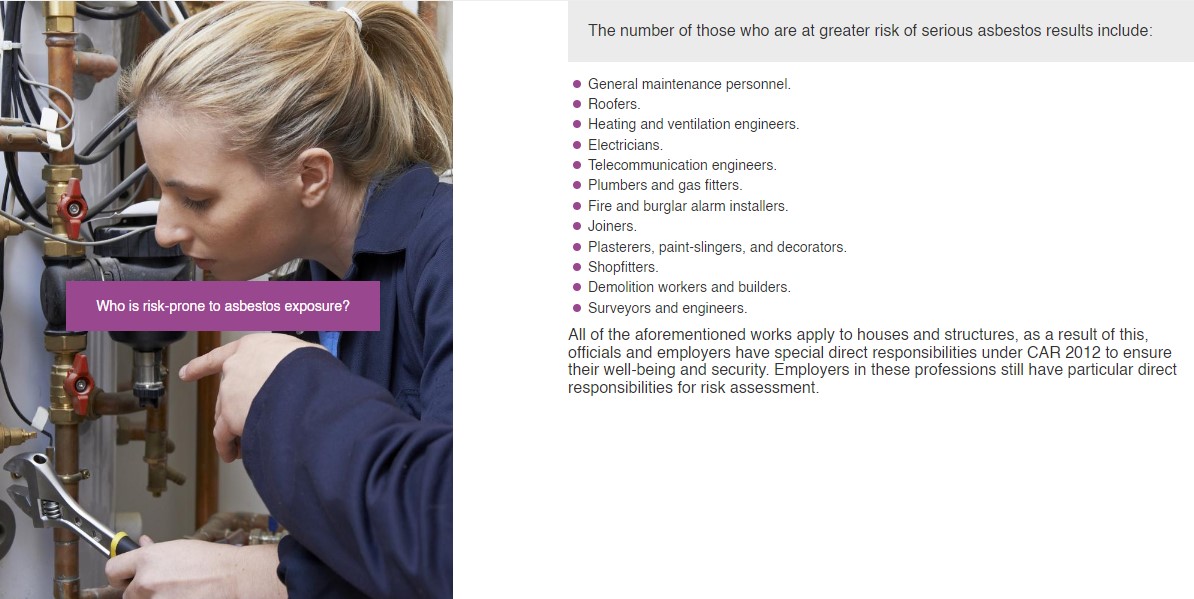 Who is risk-prone to asbestos exposure?
The number of those who are at greater risk of serious asbestos results include:
General maintenance personnel.
Roofers.
Heating and ventilation engineers.
Electricians.
Telecommunication engineers.
Plumbers and gas fitters.
Fire and burglar alarm installers.
Joiners.
Plasterers, paint-slingers, and decorators.
Shopfitters.
Demolition workers and builders.
Surveyors and engineers.
All of the aforementioned works apply to houses and structures, as a result of this,
officials and employers have special direct responsibilities under CAR 2012 to ensure
their well-being and security. Employers in these professions still have particular direct
responsibilities for risk assessment.